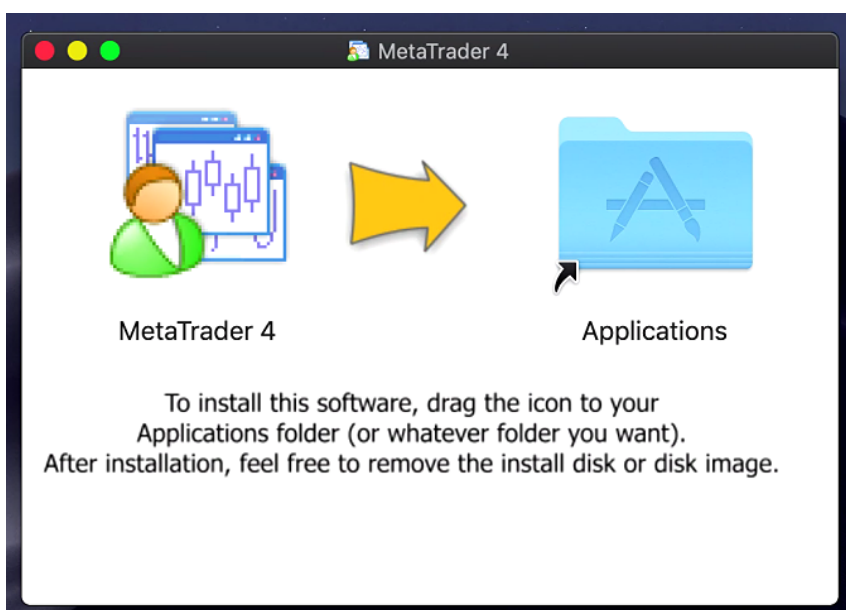 MetaTrader 4
MetaTrader 4
Applications
To install this software, drag the icon to your
Applications folder (or whatever folder you want).
After installation, feel free to remove the install disk or disk image.